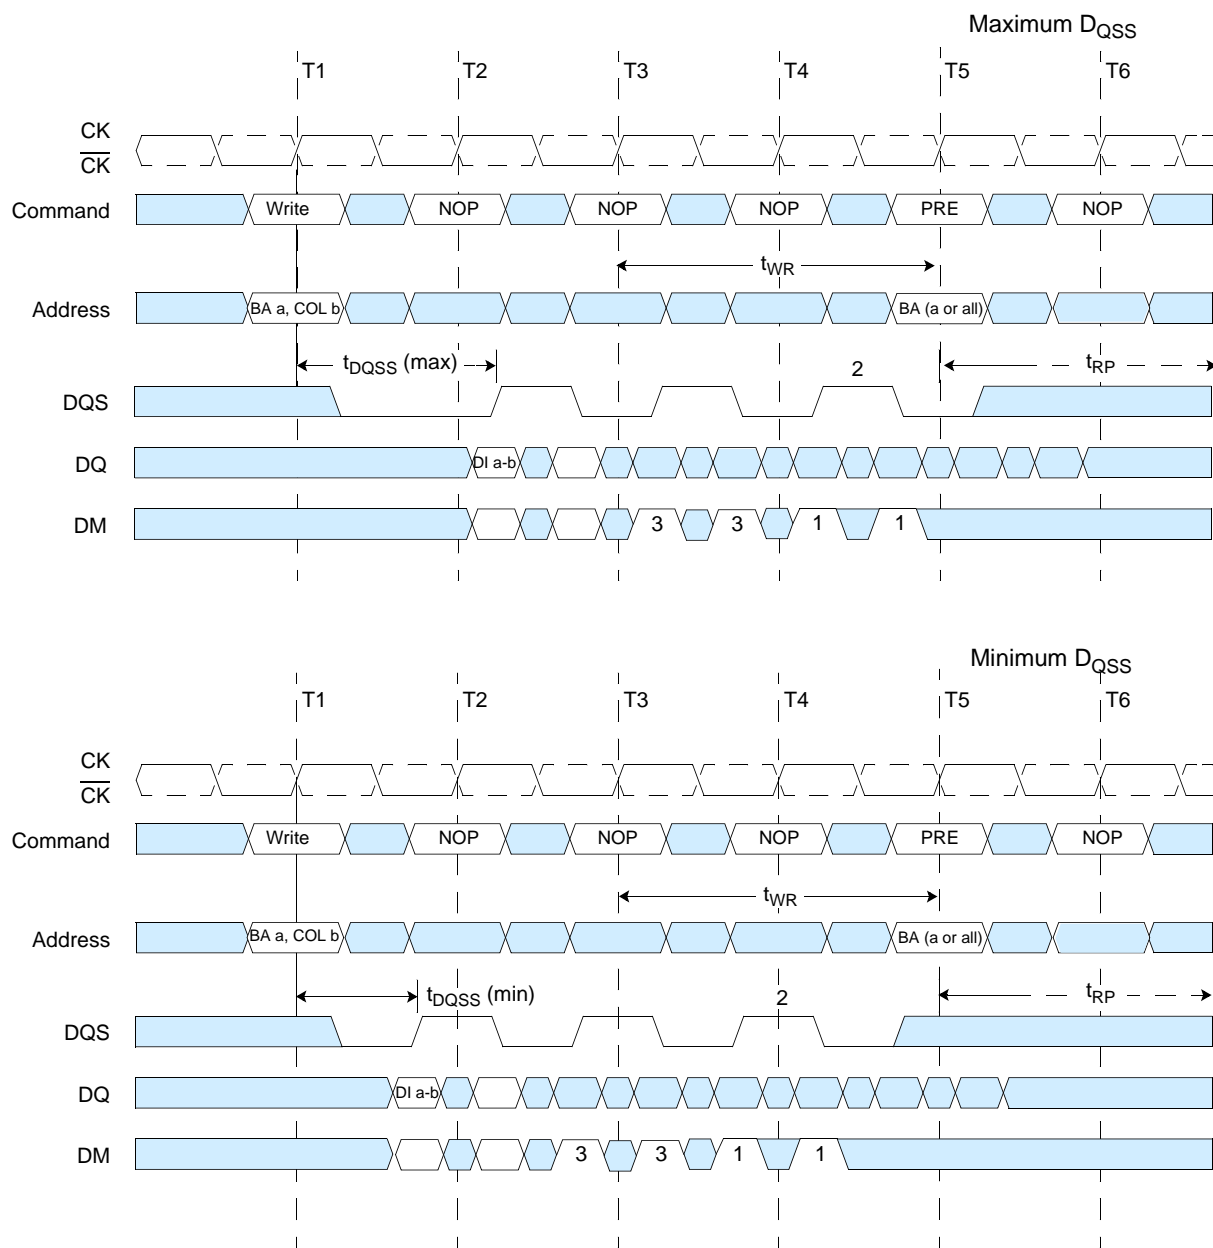 Maximum DQSS
T1 T2 T3 T4 T5 T6
CK
CK
Command Write NOP NOP NOP PRE NOP
tWR
Address BA a, COL b BA (a or all)
tDQSS (max) 2 tRP
DQS
DQ DI a-b
DM 3 3 1 1
Minimum DQSS
T1 T2 T3 T4 T5 T6
CK
CK
Command Write NOP NOP NOP PRE NOP
tWR
Address BA a, COL b BA (a or all)
tDQSS (min) 2 tRP
DQS
DQ DI a-b
DM 3 3 1 1